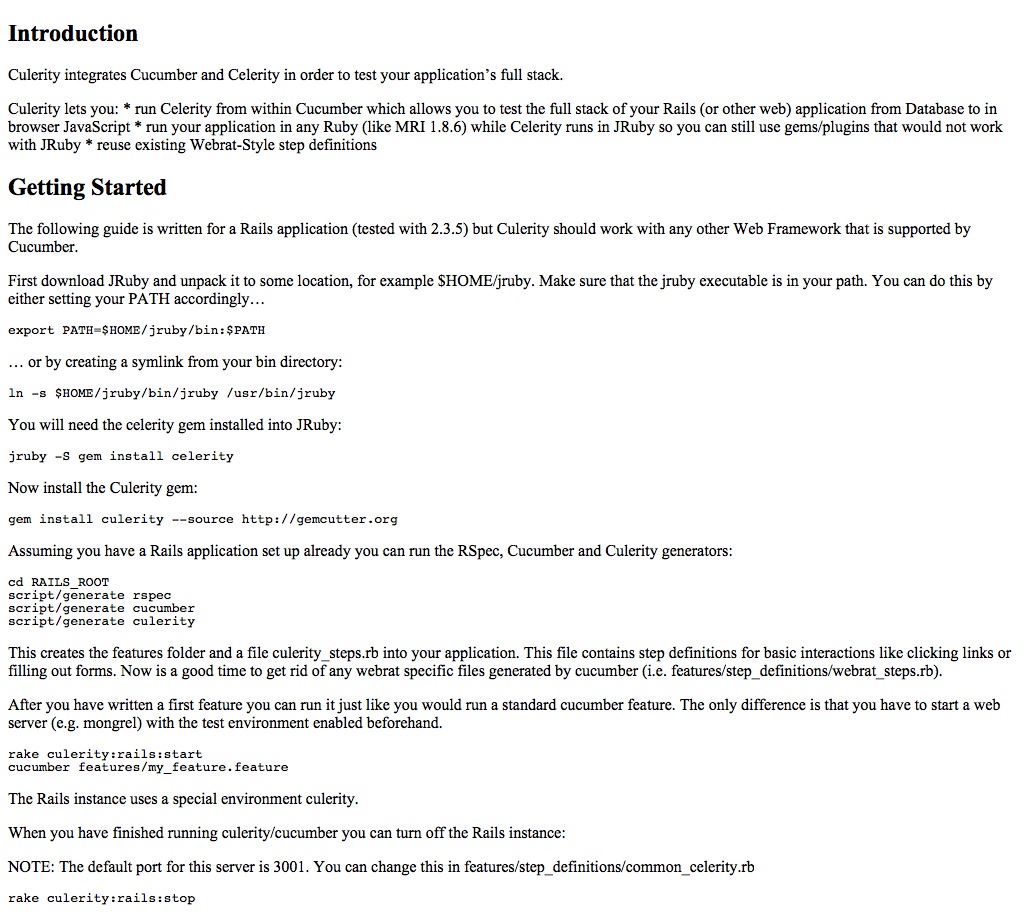 Introduction
Culerity integrates Cucumber and Celerity in order to test your application’s full stack.
Culerity lets you: * run Celerity from within Cucumber which allows you to test the full stack of your Rails (or other web) application from Database to in
browser JavaScript * run your application in any Ruby (like MRI 1.8.6) while Celerity runs in JRuby so you can still use gems/plugins that would not work
with JRuby * reuse existing Webrat-Style step definitions
Getting Started
The following guide is written for a Rails application (tested with 2.3.5) but Culerity should work with any other Web Framework that is supported by
Cucumber.
First download JRuby and unpack it to some location, for example $HOME/jruby. Make sure that the jruby executable is in your path. You can do this by
either setting your PATH accordingly…
export PATH=$HOME/jruby/bin:$PATH
… or by creating a symlink from your bin directory:
ln -s $HOME/jruby/bin/jruby /usr/bin/jruby
You will need the celerity gem installed into JRuby:
jruby -S gem install celerity
Now install the Culerity gem:
gem install culerity --source http://gemcutter.org
Assuming you have a Rails application set up already you can run the RSpec, Cucumber and Culerity generators:
cd RAILS_ROOT
script/generate rspec
script/generate cucumber
script/generate culerity
This creates the features folder and a file culerity_steps.rb into your application. This file contains step definitions for basic interactions like clicking links or
filling out forms. Now is a good time to get rid of any webrat specific files generated by cucumber (i.e. features/step_definitions/webrat_steps.rb).
After you have written a first feature you can run it just like you would run a standard cucumber feature. The only difference is that you have to start a web
server (e.g. mongrel) with the test environment enabled beforehand.
rake culerity:rails:start
cucumber features/my_feature.feature
The Rails instance uses a special environment culerity.
When you have finished running culerity/cucumber you can turn off the Rails instance:
NOTE: The default port for this server is 3001. You can change this in features/step_definitions/common_celerity.rb
rake culerity:rails:stop